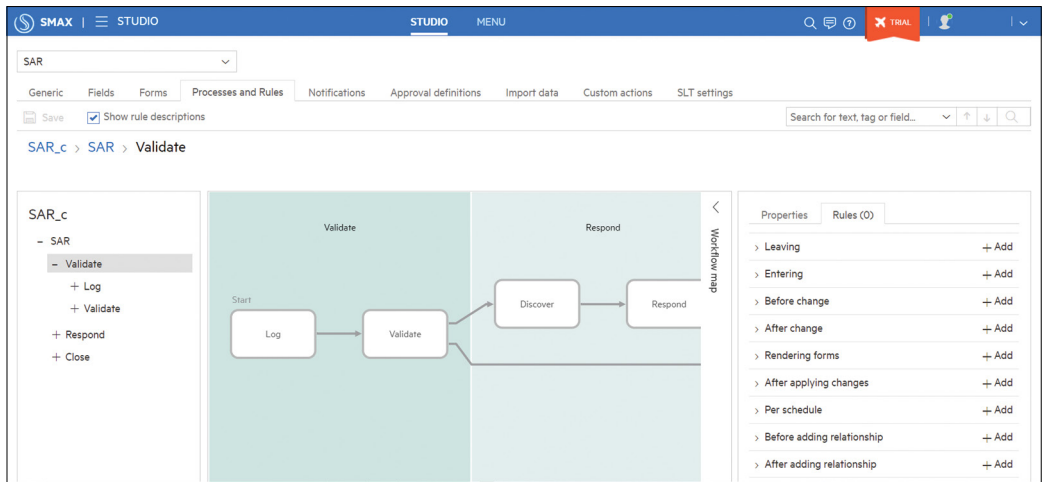 SMAX | STUDIO STUDIO MENU TRIAL
SAR
Generic Fields Forms Processes and Rules Notifications Approval definitions Import data Custom actions SLT settings
Save Show rule descriptions Search for text, tag or field...
SAR_c > SAR > Validate
SAR_c
− SAR
− Validate
+ Log
+ Validate
+ Respond
+ Close
Validate Respond
Start
Log Validate Discover Respond
Workflow map
Properties Rules (0)
> Leaving + Add
> Entering + Add
> Before change + Add
> After change + Add
> Rendering forms + Add
> After applying changes + Add
> Per schedule + Add
> Before adding relationship + Add
> After adding relationship + Add